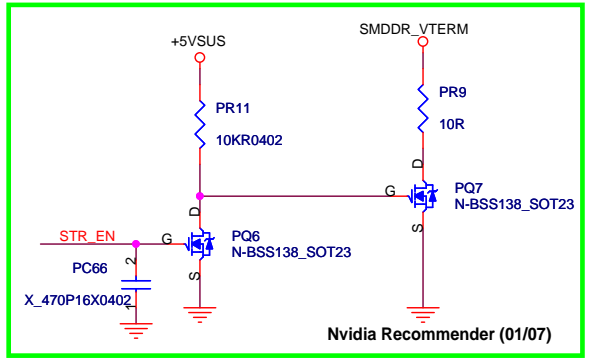 +5VSUS
SMDDR_VTERM
PR11
10KR0402
PR9
10R
D
G
PQ7
N-BSS138_SOT23
S
D
STR_EN
G
PQ6
N-BSS138_SOT23
S
2
PC66
1
X_470P16X0402
Nvidia Recommender (01/07)